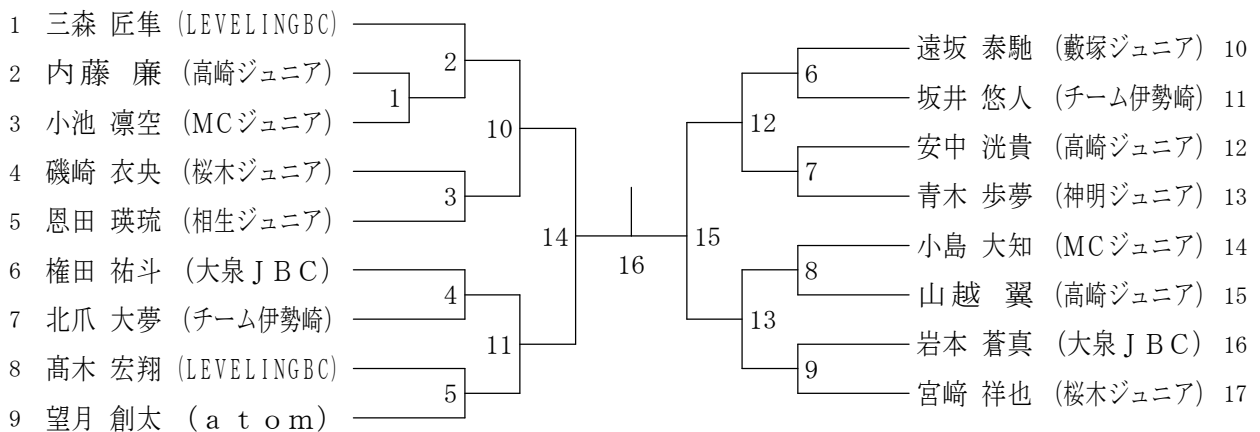 1 三森 匠隼 (LEVELINGBC)
2 内藤 廉 (高崎ジュニア)
3 小池 凛空 (MCジュニア)
4 磯崎 衣央 (桜木ジュニア)
5 恩田 瑛琉 (相生ジュニア)
6 権田 祐斗 (大泉ＪＢＣ)
7 北爪 大夢 (チーム伊勢崎)
8 髙木 宏翔 (LEVELINGBC)
9 望月 創太 (ａｔｏｍ)
2
1
10
3
14
4
11
5
16
6
12
7
15
8
13
9
遠坂 泰馳 (藪塚ジュニア) 10
坂井 悠人 (チーム伊勢崎) 11
安中 洸貴 (高崎ジュニア) 12
青木 歩夢 (神明ジュニア) 13
小島 大知 (MCジュニア) 14
山越 翼 (高崎ジュニア) 15
岩本 蒼真 (大泉ＪＢＣ) 16
宮﨑 祥也 (桜木ジュニア) 17